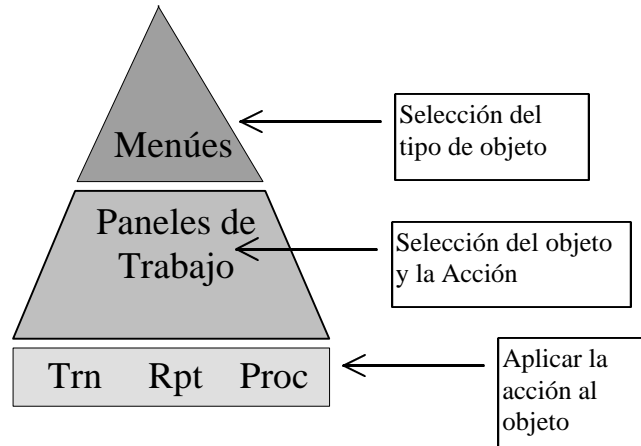 Menúes
Selección del
tipo de objeto
Paneles de
Trabajo
Selección del objeto
y la Acción
Trn Rpt Proc
Aplicar la
acción al
objeto